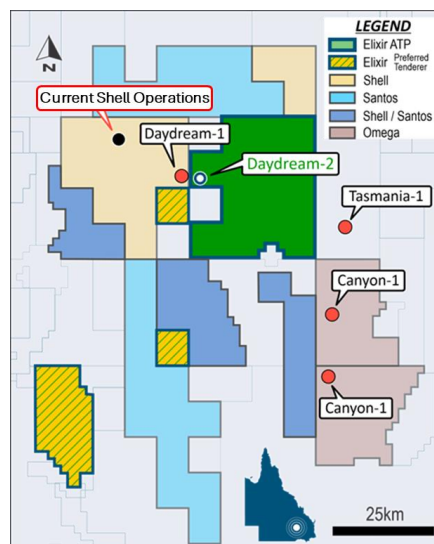 LEGEND
Elixir ATP
Elixir Preferred Tenderer
Shell
Santos
Shell / Santos
Omega
N
Current Shell Operations
Daydream-1
Daydream-2
Tasmania-1
Canyon-1
Canyon-1
25km